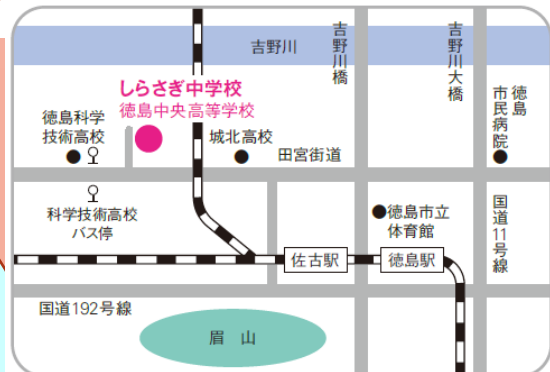 吉野川
吉野川橋
吉野川大橋
しらさぎ中学校
徳島中央高等学校
徳島科学
技術高校
城北高校
田宮街道
徳島
市民病院
科学技術高校
バス停
徳島市立
体育館
国道11号線
佐古駅
徳島駅
国道192号線
眉山